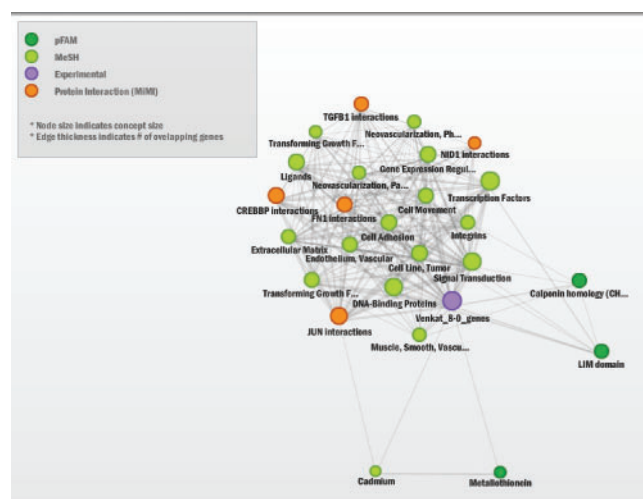 pFAM
MeSH
Experimental
Protein Interaction (MiMI)
* Node size indicates concept size
* Edge thickness indicates # of overlapping genes
TGFB1 interactions
Neovascularization, Ph...
Transforming Growth F...
NID1 interactions
Ligands
Gene Expression Regul...
Neovascularization, Pa...
Transcription Factors
CREBBP interactions
FN1 interactions
Cell Movement
Cell Adhesion
Integrins
Extracellular Matrix
Endothelium, Vascular
Cell Line, Tumor
Signal Transduction
Transforming Growth F...
DNA-Binding Proteins
Calponin homology (CH...
Venkat_8-0_genes
JUN interactions
Muscle, Smooth, Vascu...
LIM domain
Cadmium
Metallothionein